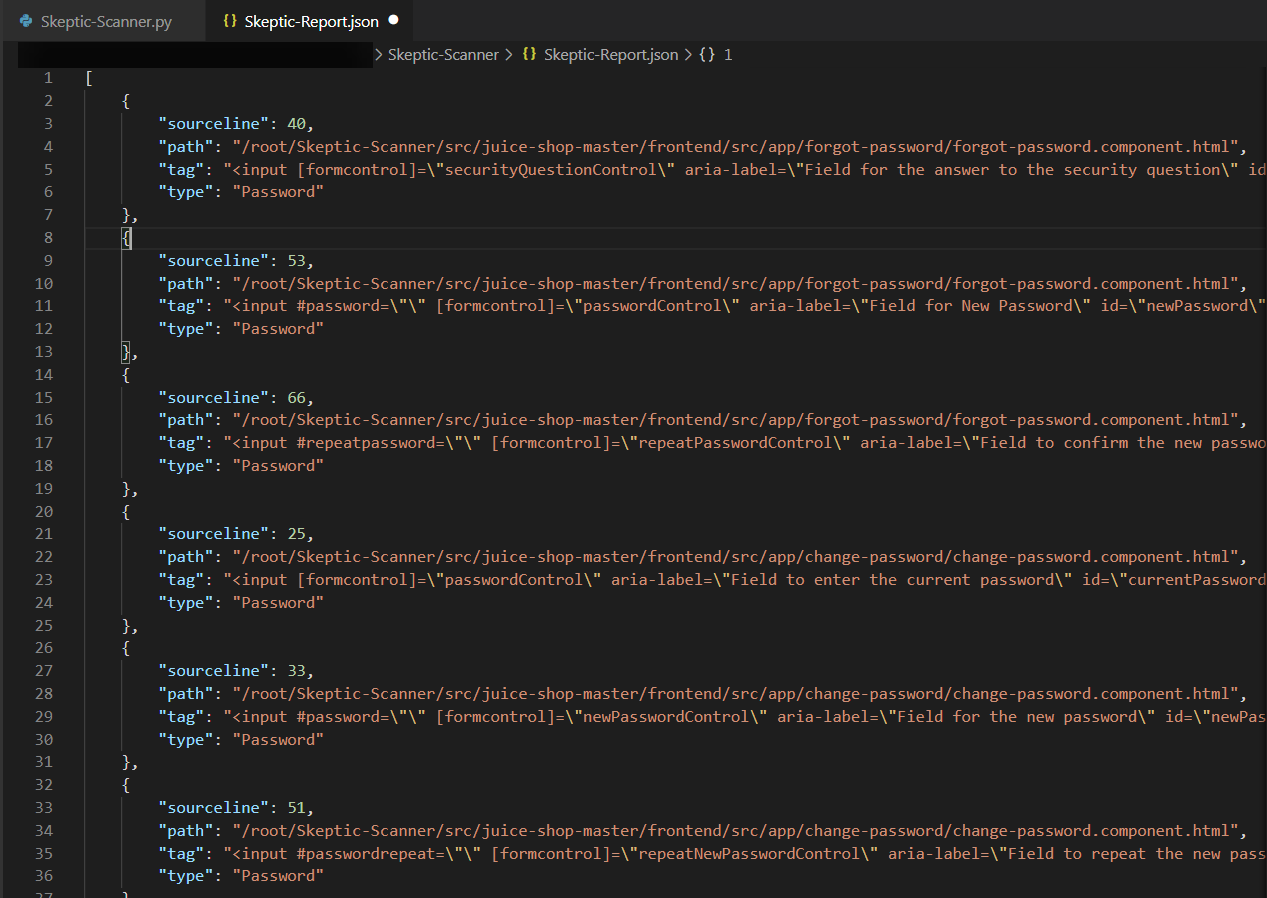 Skeptic-Scanner.py {} Skeptic-Report.json
> Skeptic-Scanner > {} Skeptic-Report.json > {} 1
1 [
2 {
3 "sourceline": 40,
4 "path": "/root/Skeptic-Scanner/src/juice-shop-master/frontend/src/app/forgot-password/forgot-password.component.html",
5 "tag": "<input [formcontrol]=\"securityQuestionControl\" aria-label=\"Field for the answer to the security question\" id
6 "type": "Password"
7 },
8 {
9 "sourceline": 53,
10 "path": "/root/Skeptic-Scanner/src/juice-shop-master/frontend/src/app/forgot-password/forgot-password.component.html",
11 "tag": "<input #password=\"\" [formcontrol]=\"passwordControl\" aria-label=\"Field for New Password\" id=\"newPassword\"
12 "type": "Password"
13 },
14 {
15 "sourceline": 66,
16 "path": "/root/Skeptic-Scanner/src/juice-shop-master/frontend/src/app/forgot-password/forgot-password.component.html",
17 "tag": "<input #repeatpassword=\"\" [formcontrol]=\"repeatPasswordControl\" aria-label=\"Field to confirm the new passwo
18 "type": "Password"
19 },
20 {
21 "sourceline": 25,
22 "path": "/root/Skeptic-Scanner/src/juice-shop-master/frontend/src/app/change-password/change-password.component.html",
23 "tag": "<input [formcontrol]=\"passwordControl\" aria-label=\"Field to enter the current password\" id=\"currentPassword
24 "type": "Password"
25 },
26 {
27 "sourceline": 33,
28 "path": "/root/Skeptic-Scanner/src/juice-shop-master/frontend/src/app/change-password/change-password.component.html",
29 "tag": "<input #password=\"\" [formcontrol]=\"newPasswordControl\" aria-label=\"Field for the new password\" id=\"newPas
30 "type": "Password"
31 },
32 {
33 "sourceline": 51,
34 "path": "/root/Skeptic-Scanner/src/juice-shop-master/frontend/src/app/change-password/change-password.component.html",
35 "tag": "<input #passwordrepeat=\"\" [formcontrol]=\"repeatNewPasswordControl\" aria-label=\"Field to repeat the new pass
36 "type": "Password"